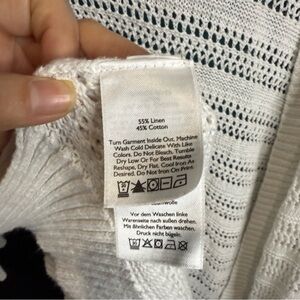 55% Linen
45% Cotton
Turn Garment Inside Out, Machine
Wash Cold Delicate With Like
Colors. Do Not Bleach. Tumble
Dry Low Or For Best Results
Reshape, Dry Flat. Cool Iron As
Desired. Do Not Iron On Print.
Vor dem Waschen linke
Warenseite nach außen drehen.
Mit ähnlichen Farben waschen.
Druck nicht bügeln.